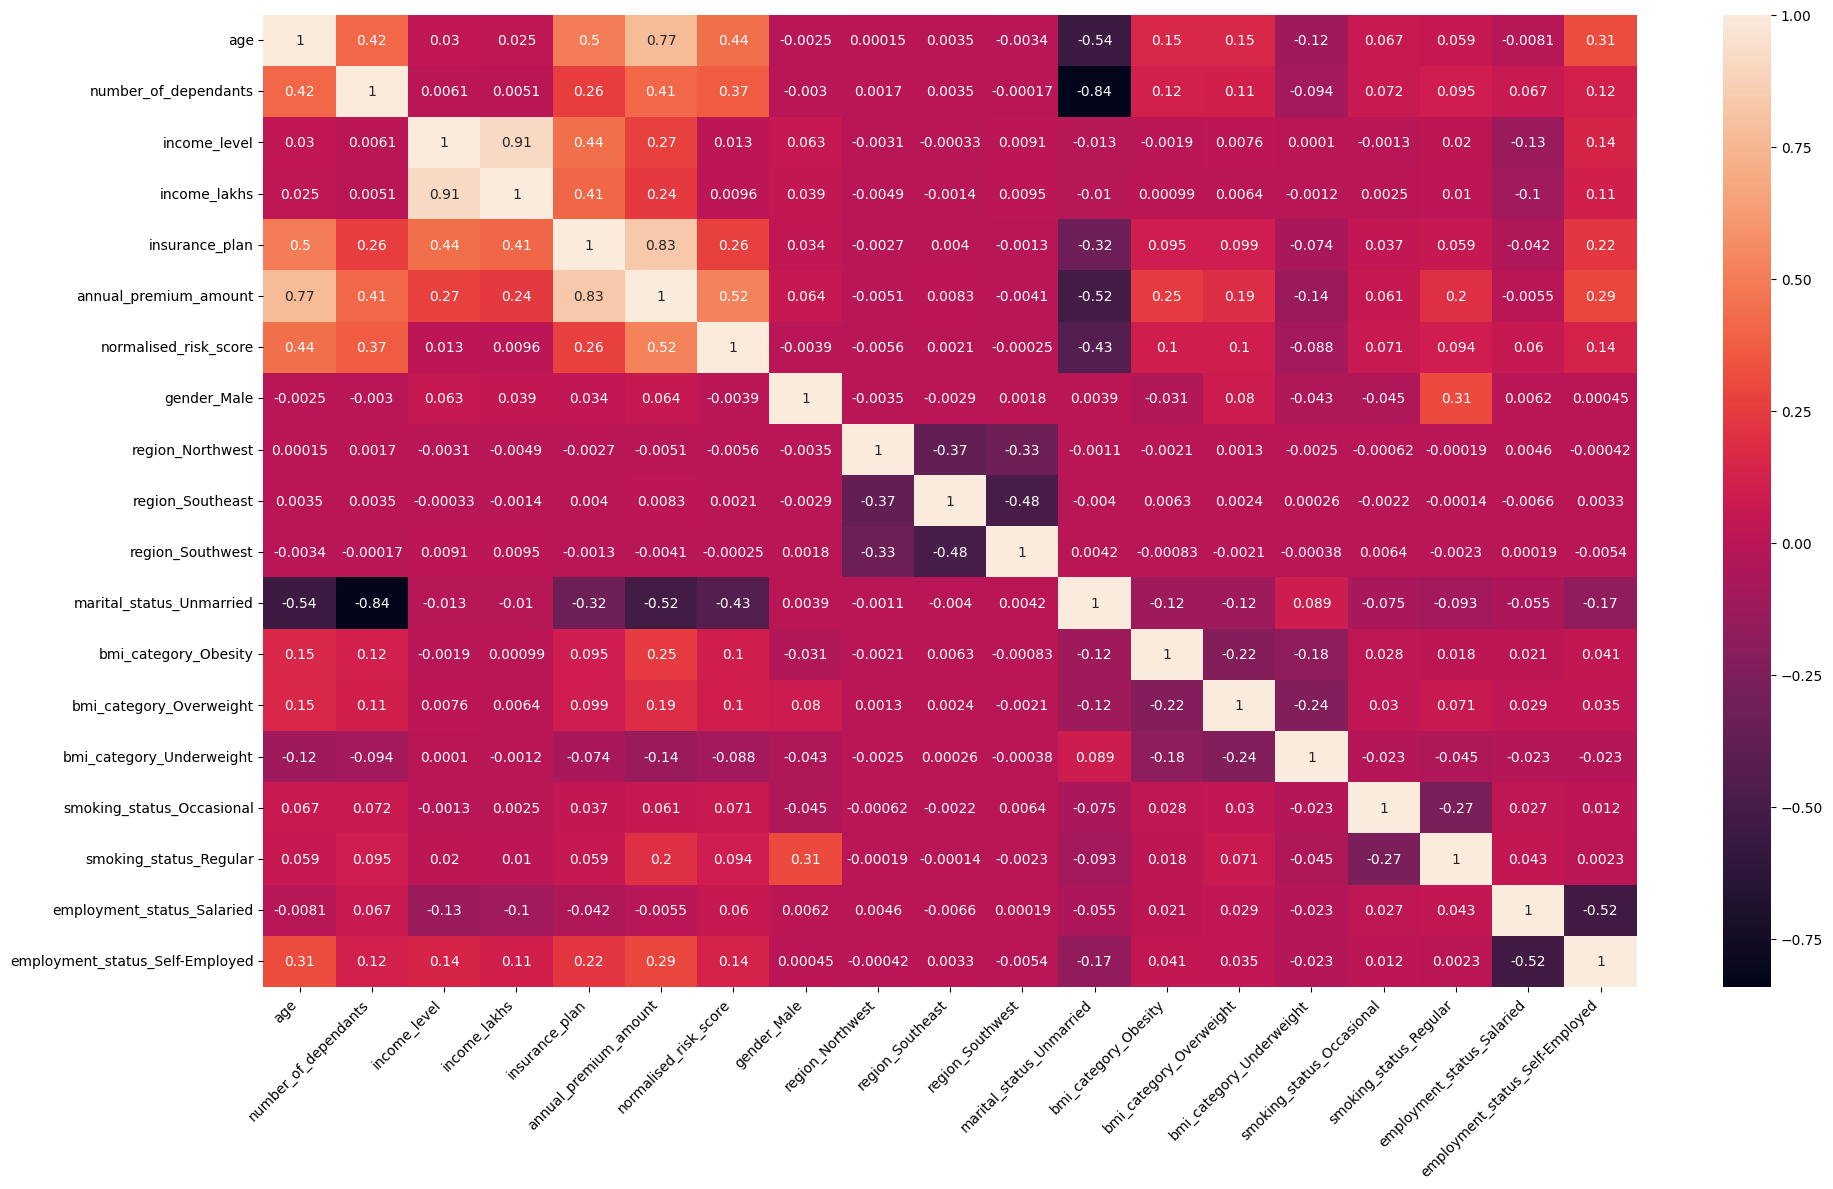 age 1 0.42 0.03 0.025 0.5 0.77 0.44 -0.0025 0.00015 0.0035 -0.0034 -0.54 0.15 0.15 -0.12 0.067 0.059 -0.0081 0.31
number_of_dependants 0.42 1 0.0061 0.0051 0.26 0.41 0.37 -0.003 0.0017 0.0035 -0.00017 -0.84 0.12 0.11 -0.094 0.072 0.095 0.067 0.12
income_level 0.03 0.0061 1 0.91 0.44 0.27 0.013 0.063 -0.0031 -0.00033 0.0091 -0.013 -0.0019 0.0076 0.0001 -0.0013 0.02 -0.13 0.14
income_lakhs 0.025 0.0051 0.91 1 0.41 0.24 0.0096 0.039 -0.0049 -0.0014 0.0095 -0.01 0.00099 0.0064 -0.0012 0.0025 0.01 -0.1 0.11
insurance_plan 0.5 0.26 0.44 0.41 1 0.83 0.26 0.034 -0.0027 0.004 -0.0013 -0.32 0.095 0.099 -0.074 0.037 0.059 -0.042 0.22
annual_premium_amount 0.77 0.41 0.27 0.24 0.83 1 0.52 0.064 -0.0051 0.0083 -0.0041 -0.52 0.25 0.19 -0.14 0.061 0.2 -0.0055 0.29
normalised_risk_score 0.44 0.37 0.013 0.0096 0.26 0.52 1 -0.0039 -0.0056 0.0021 -0.00025 -0.43 0.1 0.1 -0.088 0.071 0.094 0.06 0.14
gender_Male -0.0025 -0.003 0.063 0.039 0.034 0.064 -0.0039 1 -0.0035 -0.0029 0.0018 0.0039 -0.031 0.08 -0.043 -0.045 0.31 0.0062 0.00045
region_Northwest 0.00015 0.0017 -0.0031 -0.0049 -0.0027 -0.0051 -0.0056 -0.0035 1 -0.37 -0.33 -0.0011 -0.0021 0.0013 -0.0025 -0.00062 -0.00019 0.0046 -0.00042
region_Southeast 0.0035 0.0035 -0.00033 -0.0014 0.004 0.0083 0.0021 -0.0029 -0.37 1 -0.48 -0.004 0.0063 0.0024 0.00026 -0.0022 -0.00014 -0.0066 0.0033
region_Southwest -0.0034 -0.00017 0.0091 0.0095 -0.0013 -0.0041 -0.00025 0.0018 -0.33 -0.48 1 0.0042 -0.00083 -0.0021 -0.00038 0.0064 -0.0023 0.00019 -0.0054
marital_status_Unmarried -0.54 -0.84 -0.013 -0.01 -0.32 -0.52 -0.43 0.0039 -0.0011 -0.004 0.0042 1 -0.12 -0.12 0.089 -0.075 -0.093 -0.055 -0.17
bmi_category_Obesity 0.15 0.12 -0.0019 0.00099 0.095 0.25 0.1 -0.031 -0.0021 0.0063 -0.00083 -0.12 1 -0.22 -0.18 0.028 0.018 0.021 0.041
bmi_category_Overweight 0.15 0.11 0.0076 0.0064 0.099 0.19 0.1 0.08 0.0013 0.0024 -0.0021 -0.12 -0.22 1 -0.24 0.03 0.071 0.029 0.035
bmi_category_Underweight -0.12 -0.094 0.0001 -0.0012 -0.074 -0.14 -0.088 -0.043 -0.0025 0.00026 -0.00038 0.089 -0.18 -0.24 1 -0.023 -0.045 -0.023 -0.023
smoking_status_Occasional 0.067 0.072 -0.0013 0.0025 0.037 0.061 0.071 -0.045 -0.00062 -0.0022 0.0064 -0.075 0.028 0.03 -0.023 1 -0.27 0.027 0.012
smoking_status_Regular 0.059 0.095 0.02 0.01 0.059 0.2 0.094 0.31 -0.00019 -0.00014 -0.0023 -0.093 0.018 0.071 -0.045 -0.27 1 0.043 0.0023
employment_status_Salaried -0.0081 0.067 -0.13 -0.1 -0.042 -0.0055 0.06 0.0062 0.0046 -0.0066 0.00019 -0.055 0.021 0.029 -0.023 0.027 0.043 1 -0.52
employment_status_Self-Employed 0.31 0.12 0.14 0.11 0.22 0.29 0.14 0.00045 -0.00042 0.0033 -0.0054 -0.17 0.041 0.035 -0.023 0.012 0.0023 -0.52 1
age
number_of_dependants
income_level
income_lakhs
insurance_plan
annual_premium_amount
normalised_risk_score
gender_Male
region_Northwest
region_Southeast
region_Southwest
marital_status_Unmarried
bmi_category_Obesity
bmi_category_Overweight
bmi_category_Underweight
smoking_status_Occasional
smoking_status_Regular
employment_status_Salaried
employment_status_Self-Employed
1.00
0.75
0.50
0.25
0.00
−0.25
−0.50
−0.75